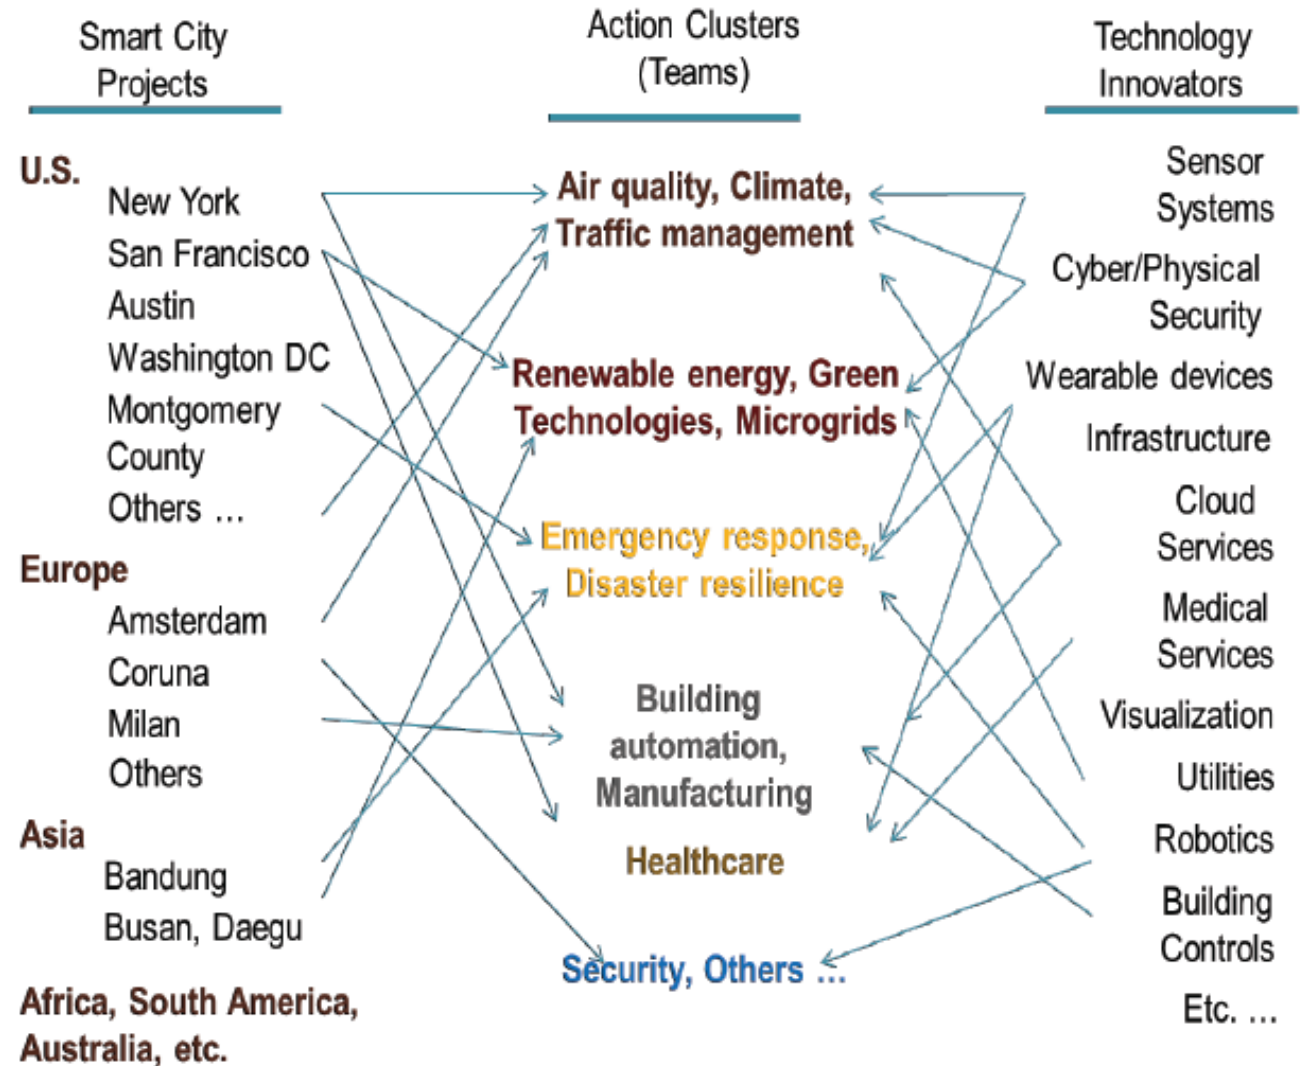 Smart City
Projects
Action Clusters
(Teams)
Technology
Innovators
U.S.
New York
San Francisco
Austin
Washington DC
Montgomery
County
Others ...
Europe
Amsterdam
Coruna
Milan
Others
Asia
Bandung
Busan, Daegu
Africa, South America,
Australia, etc.
Air quality, Climate,
Traffic management
Renewable energy, Green
Technologies, Microgrids
Emergency response,
Disaster resilience
Building
automation,
Manufacturing
Healthcare
Security, Others ...
Sensor
Systems
Cyber/Physical
Security
Wearable devices
Infrastructure
Cloud
Services
Medical
Services
Visualization
Utilities
Robotics
Building
Controls
Etc. ...